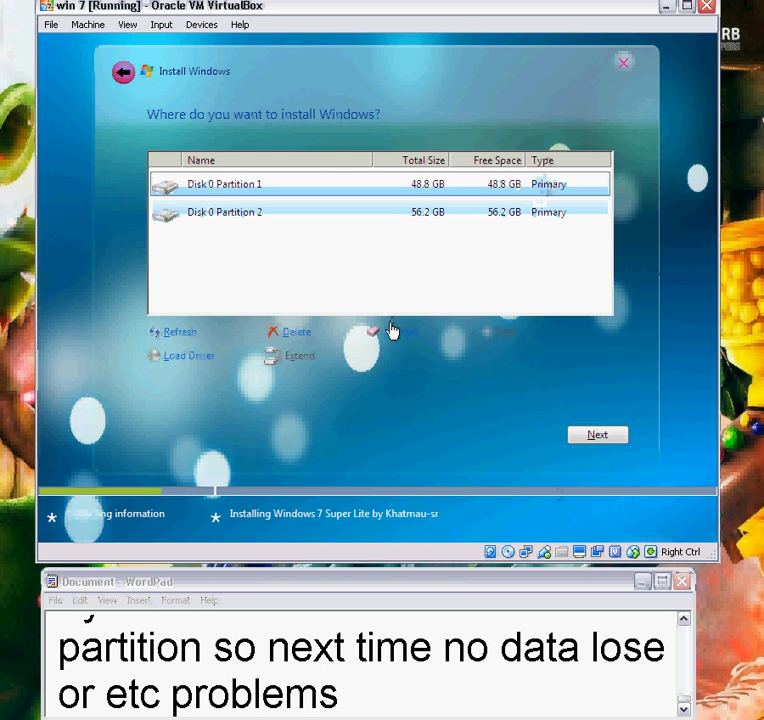 win 7 [Running] - Oracle VM VirtualBox
File Machine View Input Devices Help
RB
Install Windows
Where do you want to install Windows?
Name Total Size Free Space Type
Disk 0 Partition 1 48.8 GB 48.8 GB Primary
Disk 0 Partition 2 56.2 GB 56.2 GB Primary
Refresh Delete
Load Driver Extend
Next
ng information Installing Windows 7 Super Lite by Khatmau-sr
Right Ctrl
Document - WordPad
File Edit View Insert Format Help
partition so next time no data lose
or etc problems